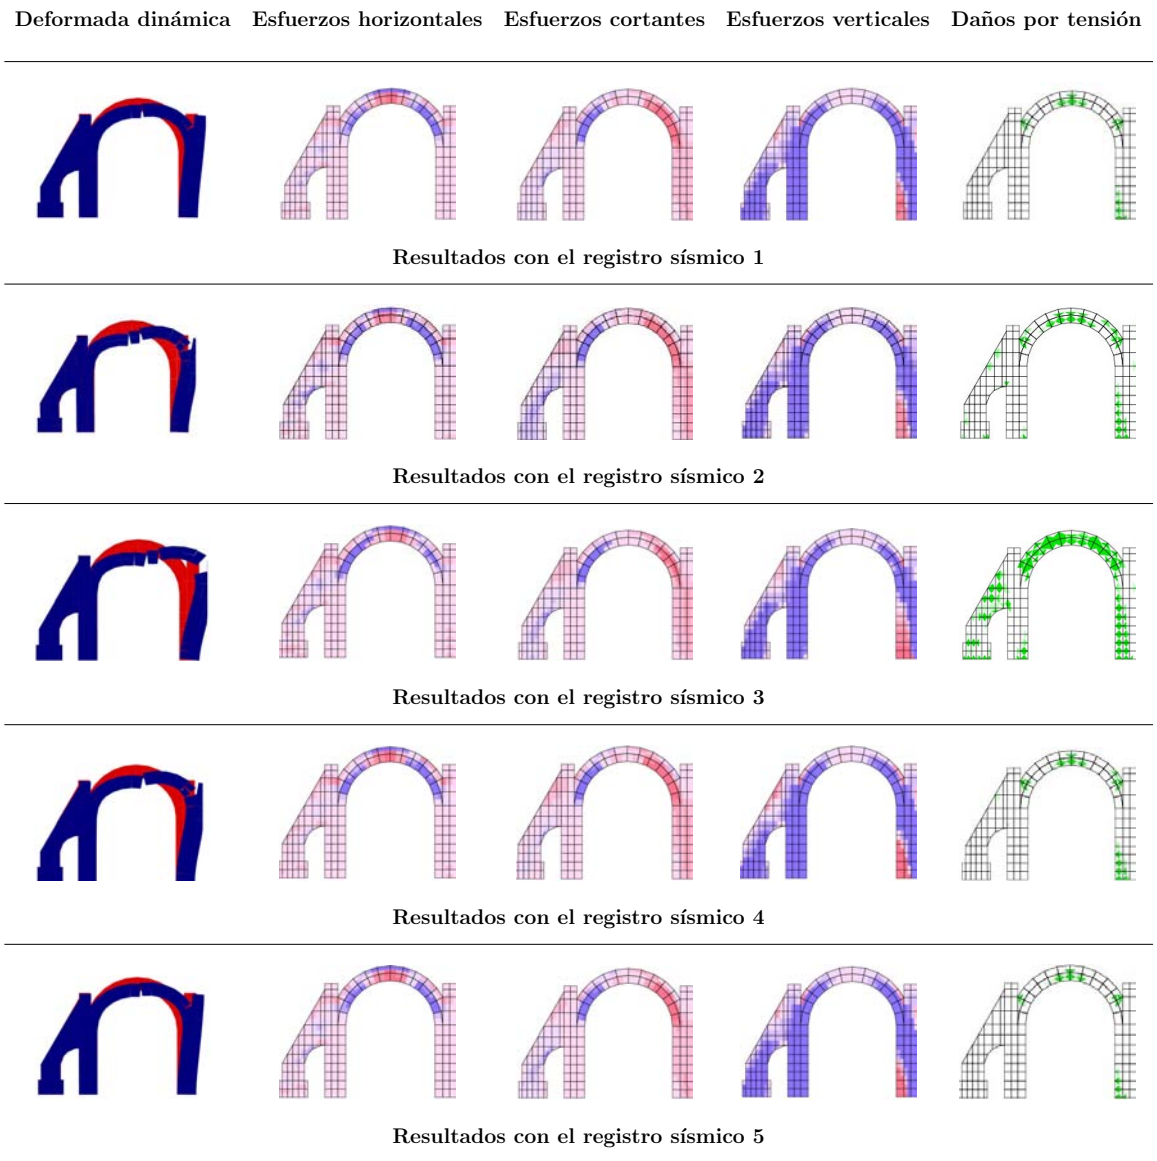 Deformada dinámica Esfuerzos horizontales Esfuerzos cortantes Esfuerzos verticales Daños por tensión
Resultados con el registro sísmico 1
Resultados con el registro sísmico 2
Resultados con el registro sísmico 3
Resultados con el registro sísmico 4
Resultados con el registro sísmico 5